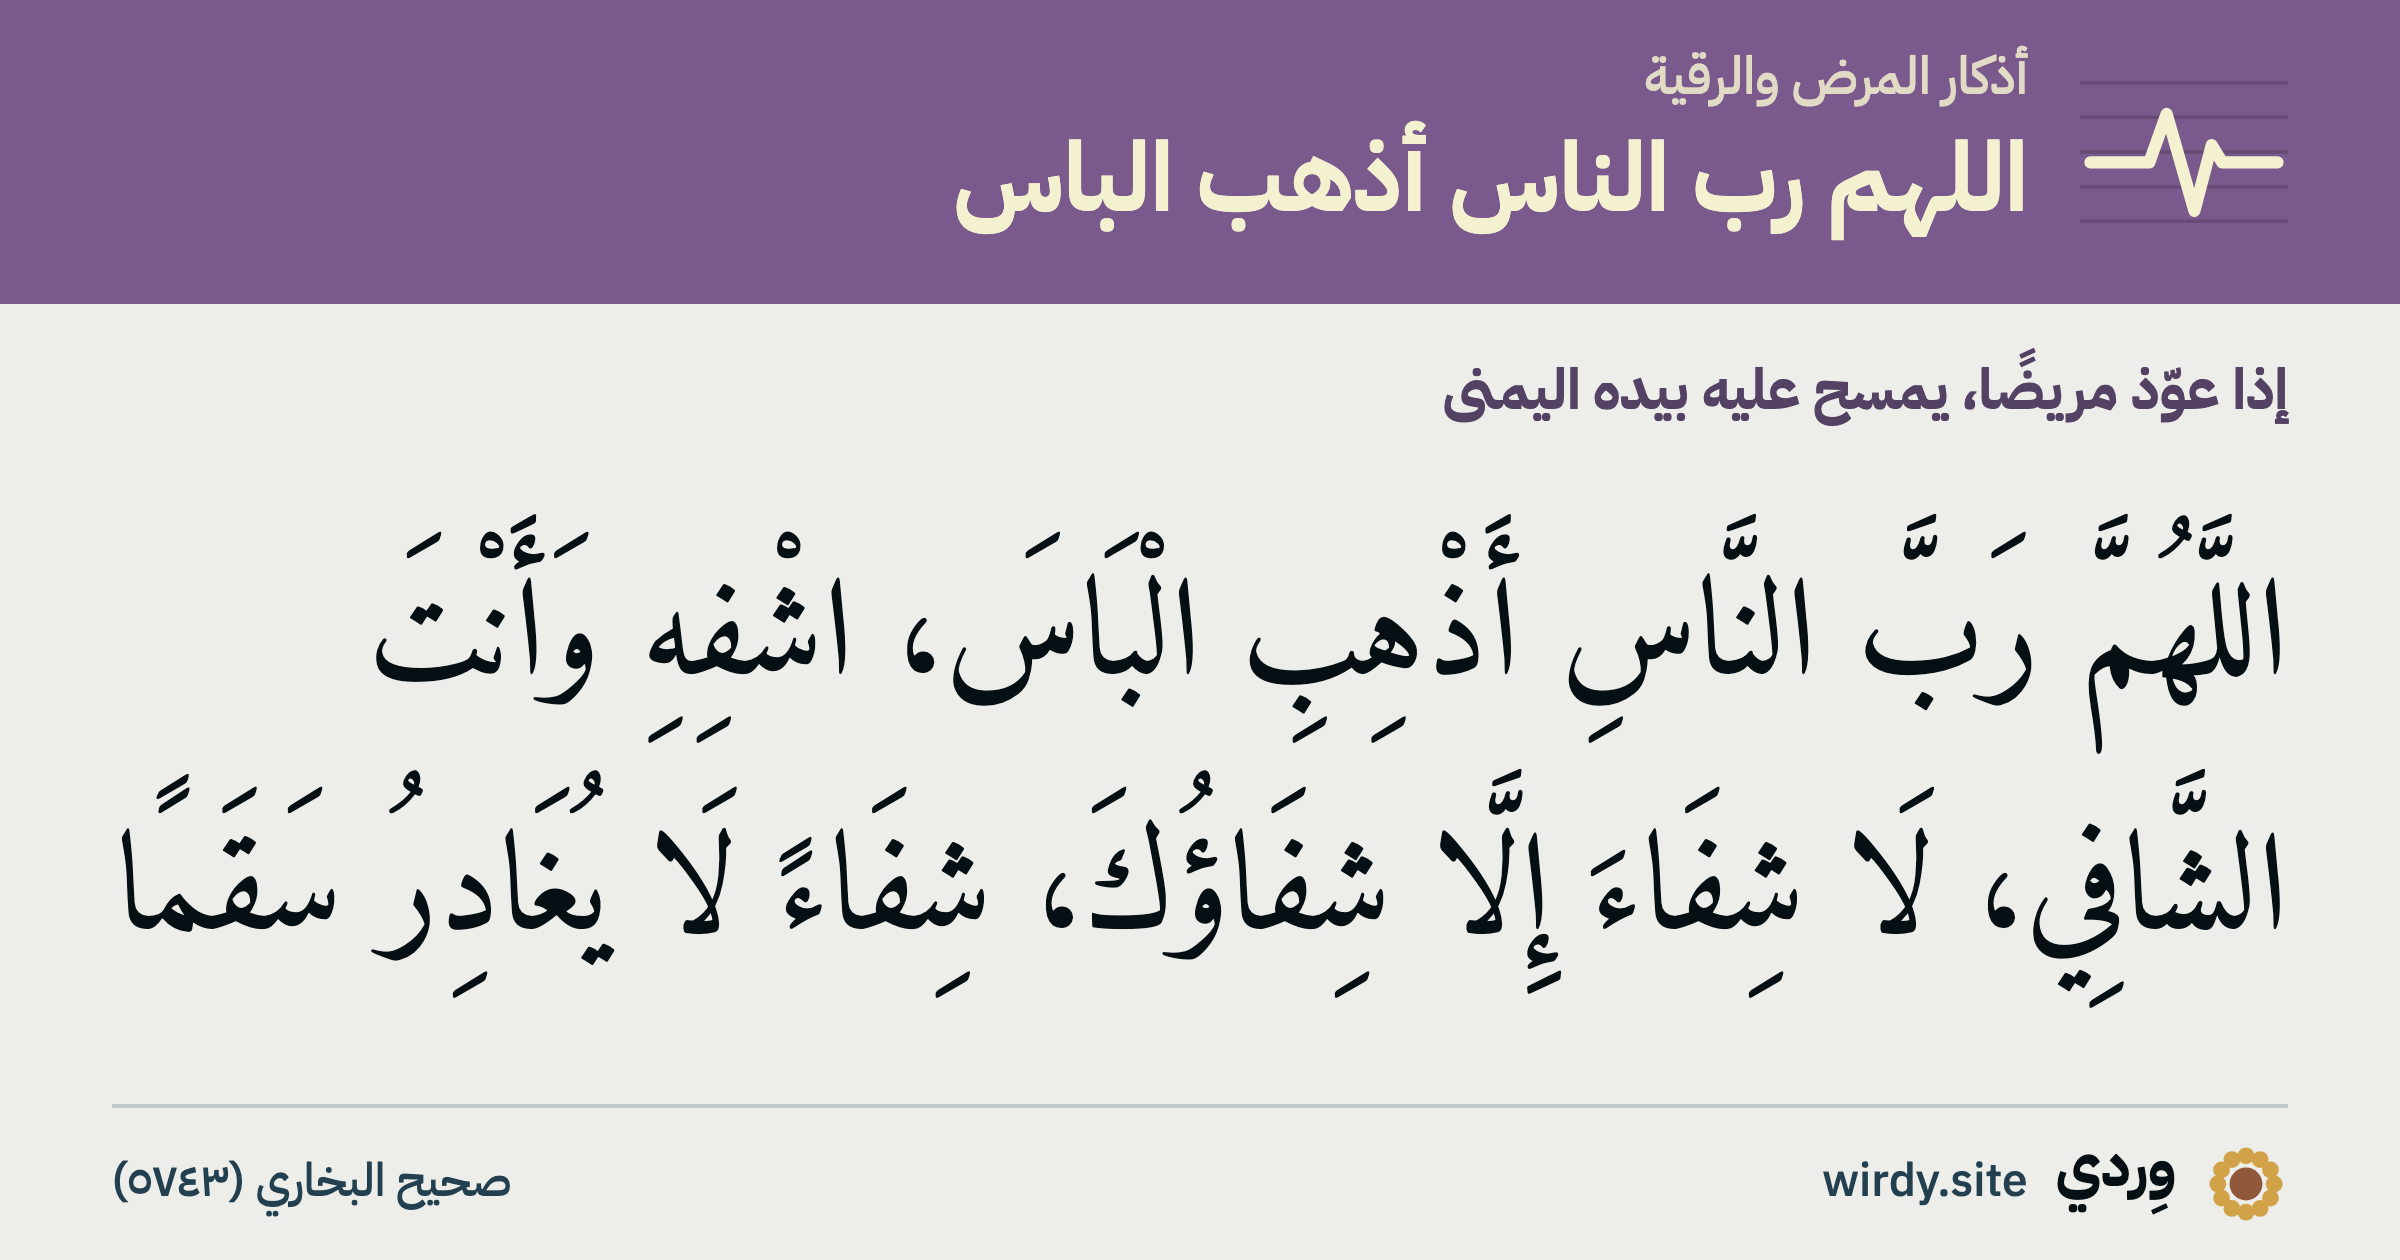 أذكار المرض والرقية
اللهم رب الناس أذهب الباس
إذا عوّذ مريضًا، يمسح عليه بيده اليمنى
اللَّهُمَّ رَبَّ النَّاسِ أَذْهِبِ الْبَاسَ، اشْفِهِ وَأَنْتَ
الشَّافِي، لَا شِفَاءَ إِلَّا شِفَاؤُكَ، شِفَاءً لَا يُغَادِرُ سَقَمًا
وِردي wirdy.site
صحيح البخاري (٥٧٤٣)